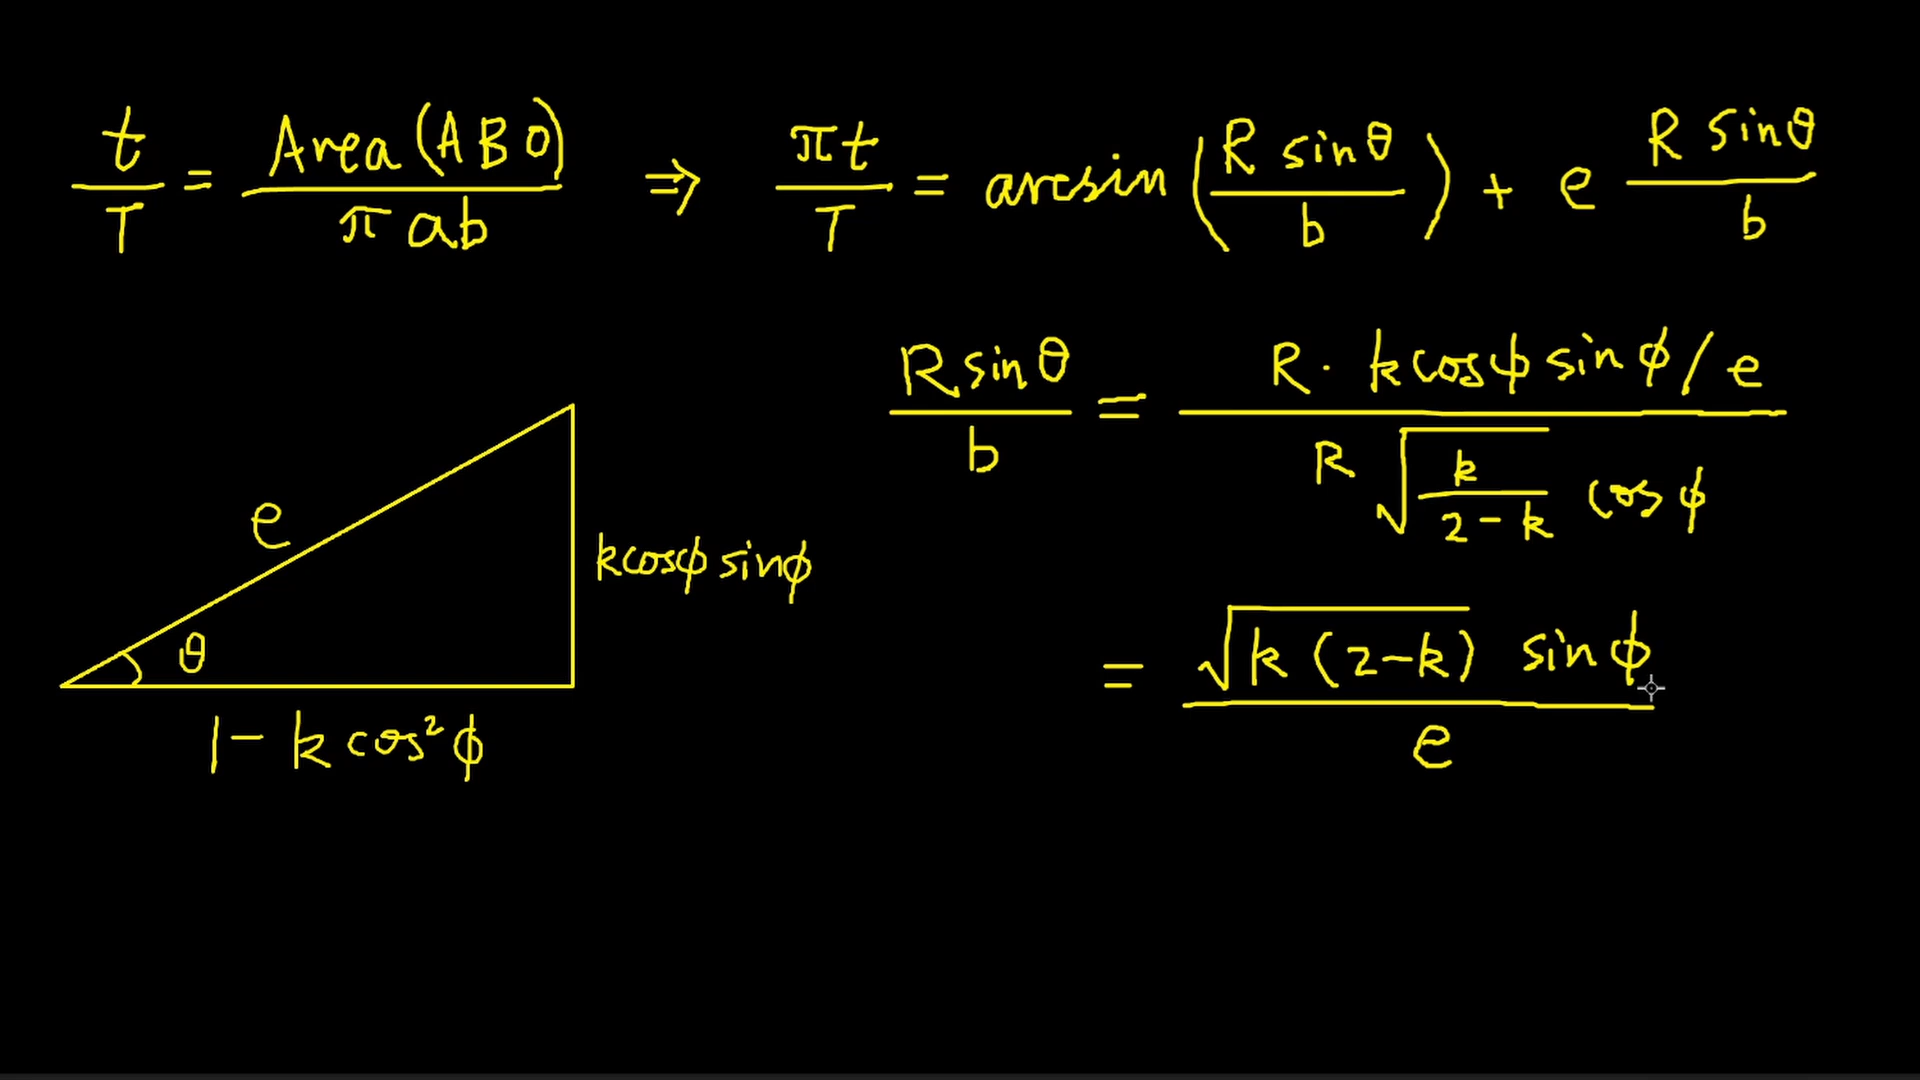 t/T = Area(ABO)/πab ⇒ πt/T = arcsin(R sinθ/b) + e R sinθ/b
R sinθ/b = (R · k cosϕ sinϕ/e)/(R √(k/(2-k)) cosϕ)
e
k cosϕ sinϕ
θ
= √(k(2-k)) sinϕ/e
1 - k cos²ϕ